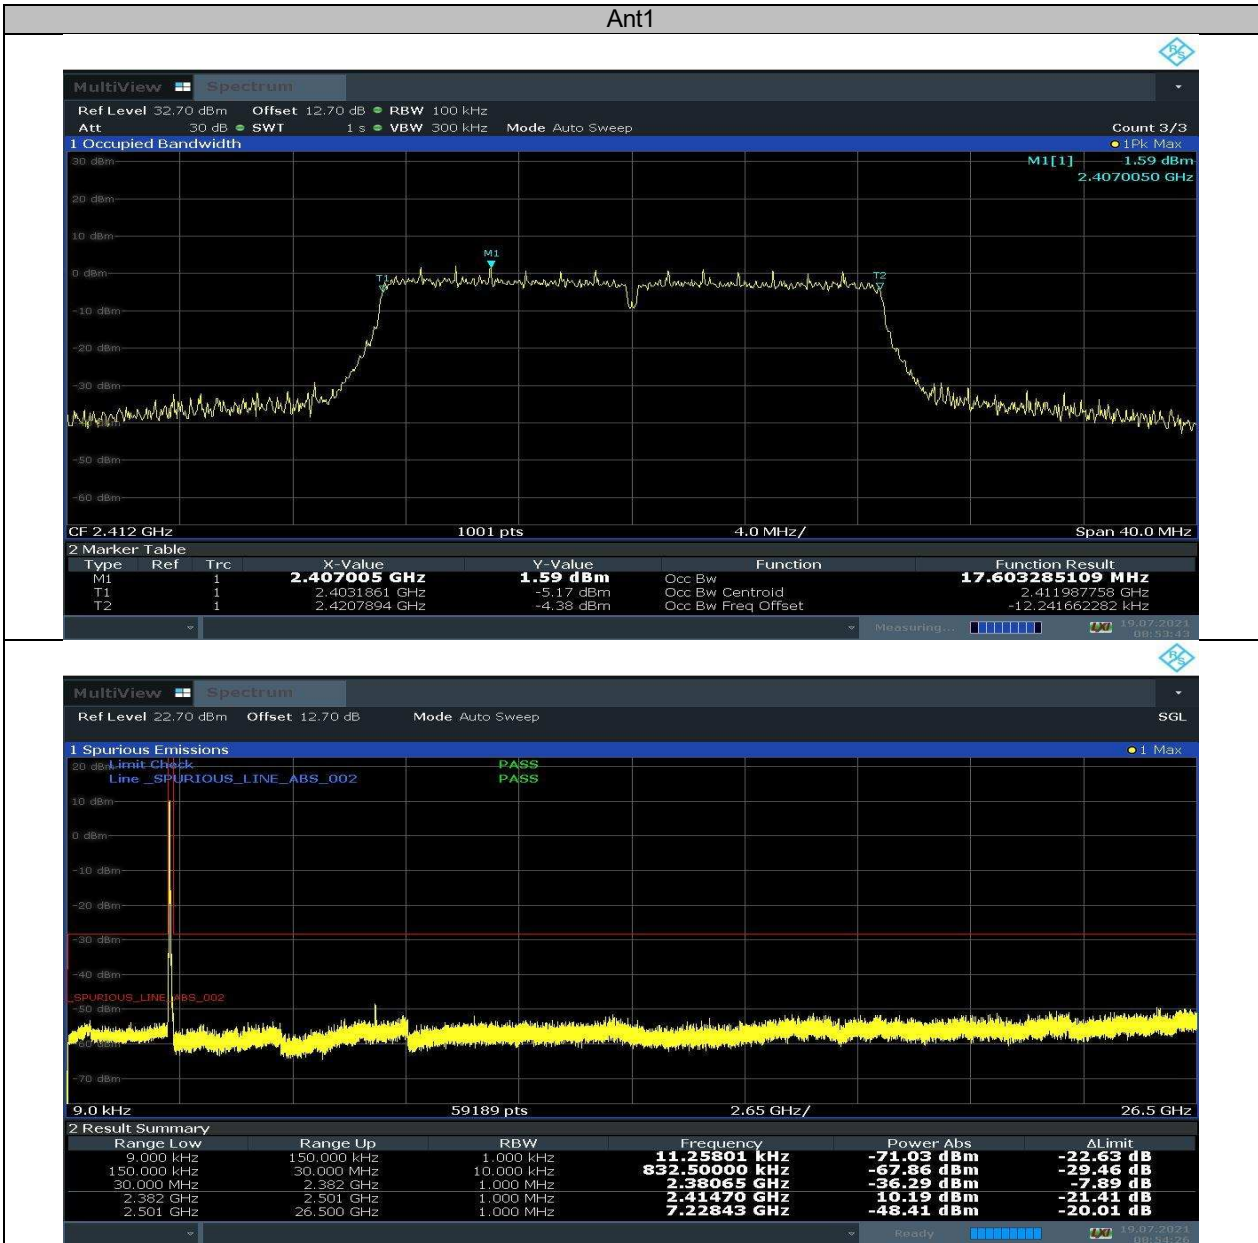 Ant1
MultiView Spectrum
Ref Level 32.70 dBm Offset 12.70 dB RBW 100 kHz
Att 30 dB SWT 1 s VBW 300 kHz Mode Auto Sweep Count 3/3
1 Occupied Bandwidth 1Pk Max
30 dBm M1[1] 1.59 dBm
2.4070050 GHz
20 dBm
10 dBm
M1
0 dBm
T1 T2
-10 dBm
-20 dBm
-30 dBm
-50 dBm
-60 dBm
CF 2.412 GHz 1001 pts 4.0 MHz/ Span 40.0 MHz
2 Marker Table
Type Ref Trc X-Value Y-Value Function Function Result
M1 1 2.407005 GHz 1.59 dBm Occ Bw 17.603285109 MHz
T1 1 2.4031861 GHz -5.17 dBm Occ Bw Centroid 2.411987758 GHz
T2 1 2.4207894 GHz -4.38 dBm Occ Bw Freq Offset -12.241662282 kHz
Measuring... 19.07.2021
08:53:43
MultiView Spectrum
Ref Level 22.70 dBm Offset 12.70 dB Mode Auto Sweep SGL
1 Spurious Emissions 1 Max
20 dBm Limit Check PASS
Line _SPURIOUS_LINE_ABS_002 PASS
10 dBm
0 dBm
-10 dBm
-20 dBm
-30 dBm
-40 dBm
_SPURIOUS_LINE_ABS_002
-50 dBm
-70 dBm
9.0 kHz 59189 pts 2.65 GHz/ 26.5 GHz
2 Result Summary
Range Low Range Up RBW Frequency Power Abs ΔLimit
9.000 kHz 150.000 kHz 1.000 kHz 11.25801 kHz -71.03 dBm -22.63 dB
150.000 kHz 30.000 MHz 10.000 kHz 832.50000 kHz -67.86 dBm -29.46 dB
30.000 MHz 2.382 GHz 1.000 MHz 2.38065 GHz -36.29 dBm -7.89 dB
2.382 GHz 2.501 GHz 1.000 MHz 2.41470 GHz 10.19 dBm -21.41 dB
2.501 GHz 26.500 GHz 1.000 MHz 7.22843 GHz -48.41 dBm -20.01 dB
Ready 19.07.2021
08:54:26